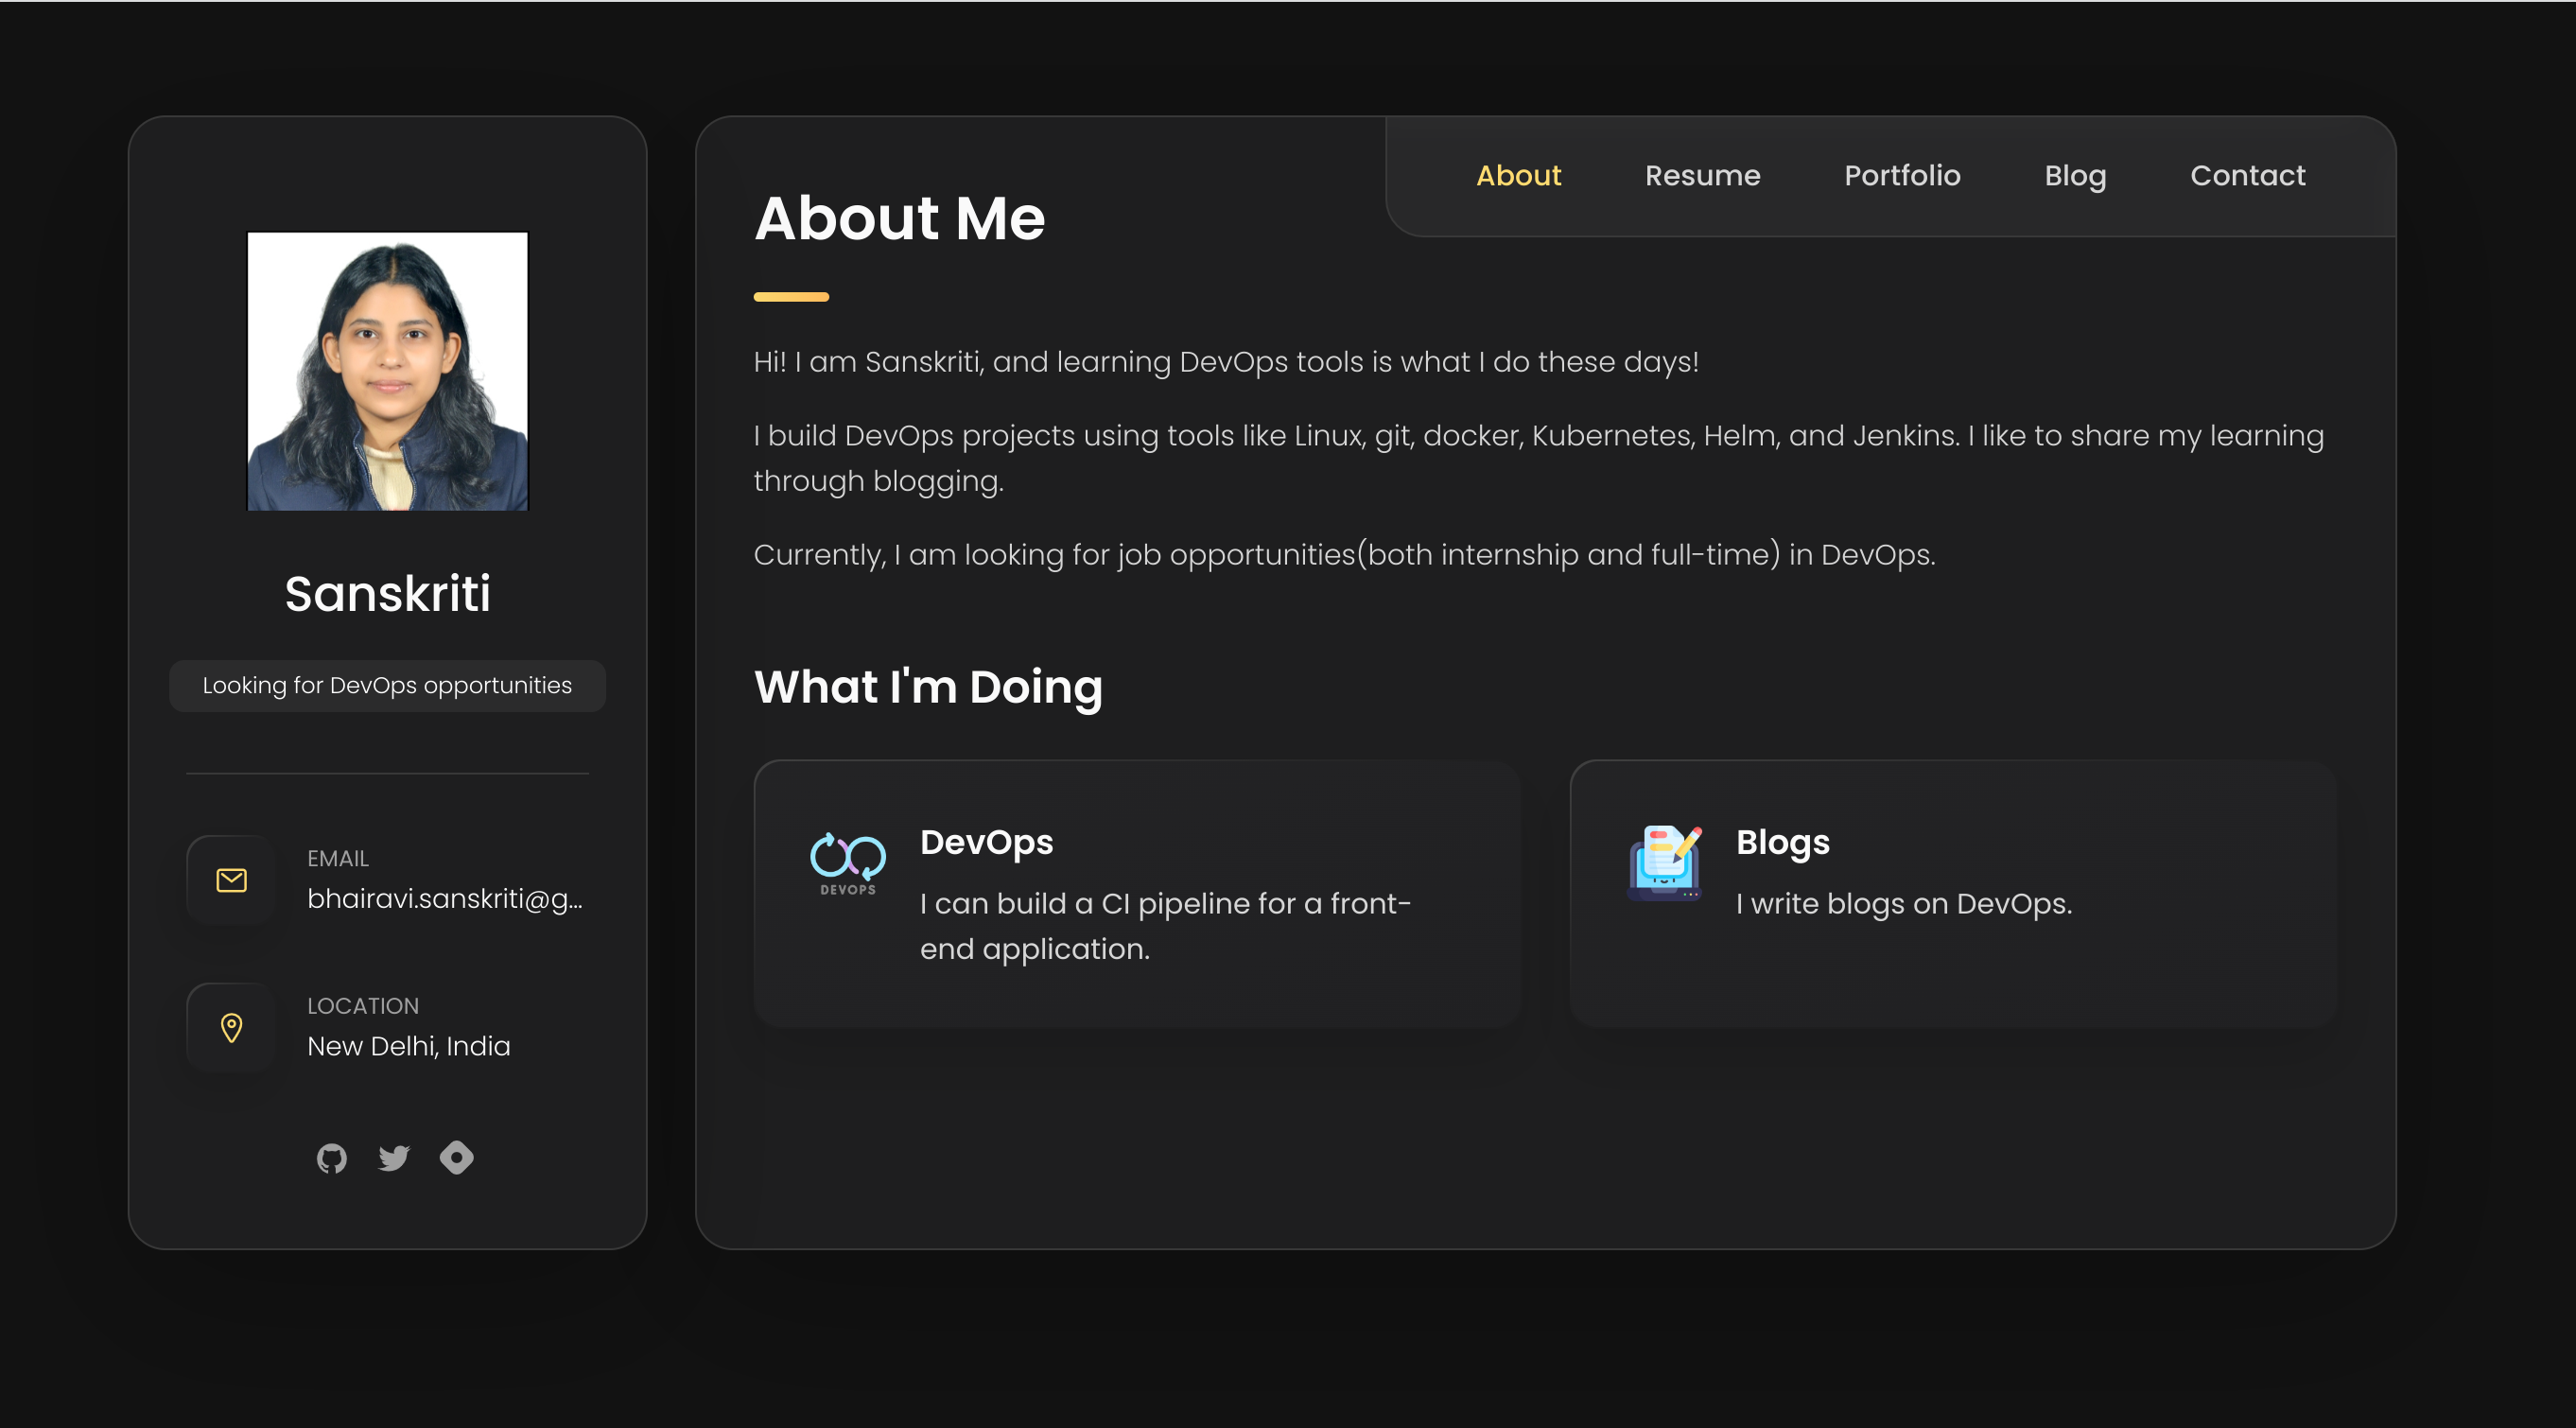 Sanskriti
Looking for DevOps opportunities
EMAIL
bhairavi.sanskriti@g...
LOCATION
New Delhi, India
About
Resume
Portfolio
Blog
Contact
About Me
Hi! I am Sanskriti, and learning DevOps tools is what I do these days!
I build DevOps projects using tools like Linux, git, docker, Kubernetes, Helm, and Jenkins. I like to share my learning
through blogging.
Currently, I am looking for job opportunities(both internship and full-time) in DevOps.
What I'm Doing
DEVOPS
DevOps
I can build a CI pipeline for a front-
end application.
Blogs
I write blogs on DevOps.